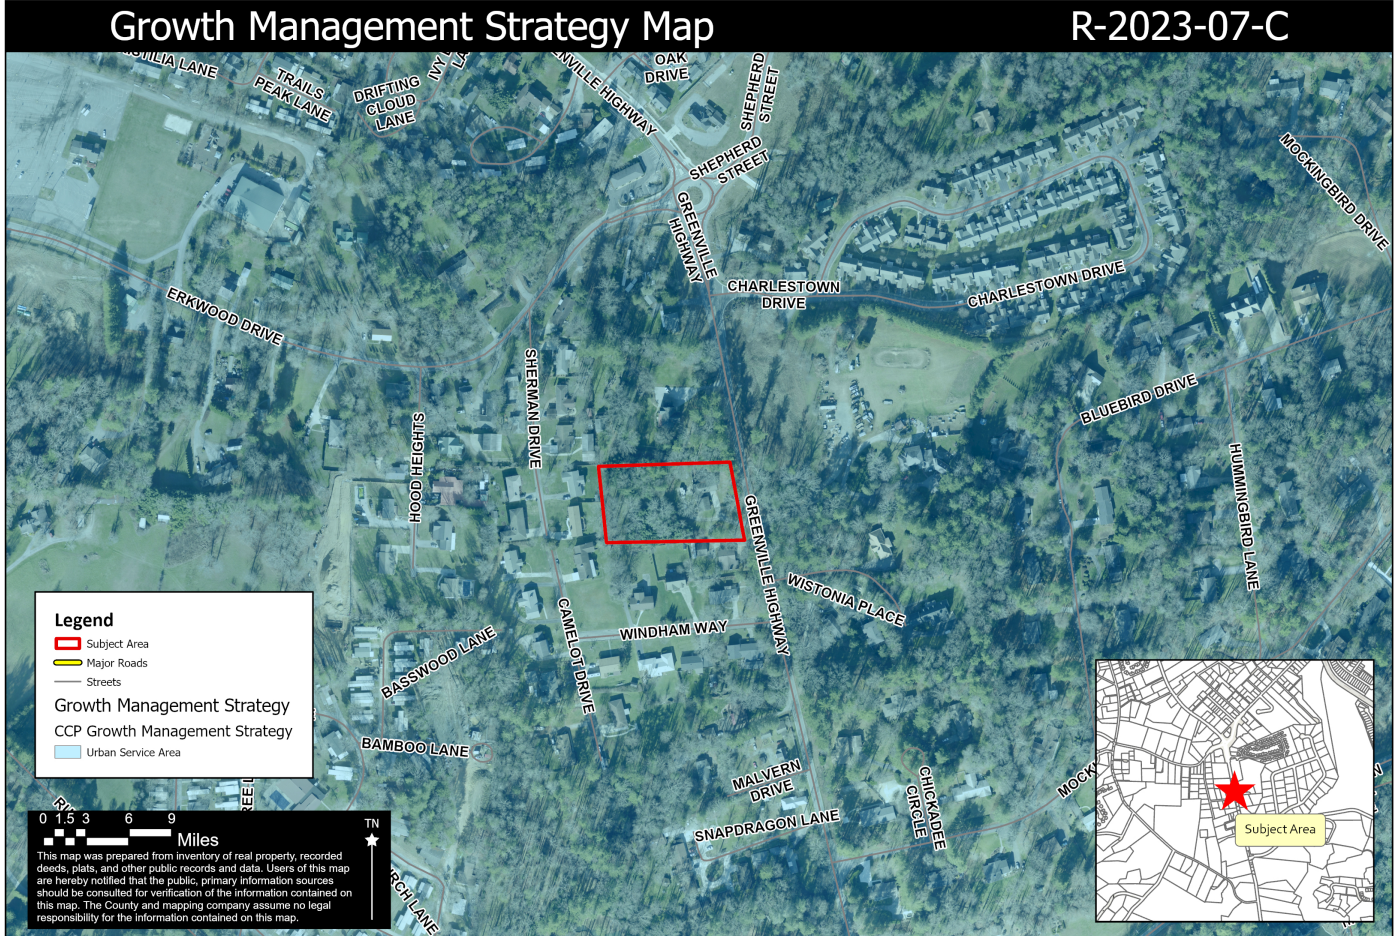 Growth Management Strategy Map
R-2023-07-C
TRAILS
PEAK LANE
DRIFTING
CLOUD
LANE
IVY
OAK
DRIVE
SHEPHERD
STREET
SHEPHERD
STREET
MOCKINGBIRD DRIVE
GREENVILLE
HIGHWAY
CHARLESTOWN
DRIVE
CHARLESTOWN DRIVE
ERKWOOD DRIVE
SHERMAN DRIVE
HOOD HEIGHTS
BLUEBIRD DRIVE
HUMMINGBIRD LANE
GREENVILLE HIGHWAY
WISTONIA PLACE
WINDHAM WAY
CAMELOT DRIVE
BASSWOOD LANE
BAMBOO LANE
MALVERN
DRIVE
SNAPDRAGON LANE
CHICKADEE
CIRCLE
Legend
Subject Area
Major Roads
Streets
Growth Management Strategy
CCP Growth Management Strategy
Urban Service Area
0 1.5 3 6 9
Miles
TN
This map was prepared from inventory of real property, recorded
deeds, plats, and other public records and data. Users of this map
are hereby notified that the public, primary information sources
should be consulted for verification of the information contained on
this map. The County and mapping company assume no legal
responsibility for the information contained on this map.
Subject Area